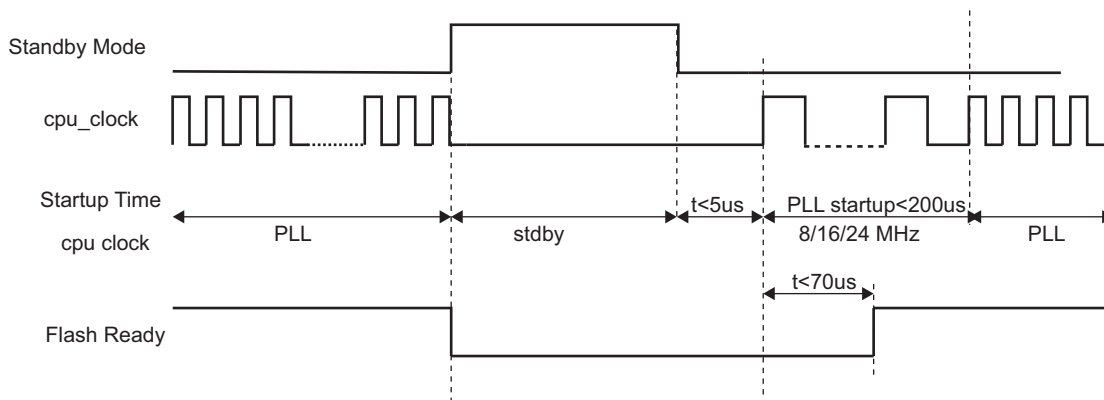 Standby Mode
cpu_clock
Startup Time
cpu clock
t<5us
PLL startup<200us
PLL
stdby
8/16/24 MHz
PLL
t<70us
Flash Ready